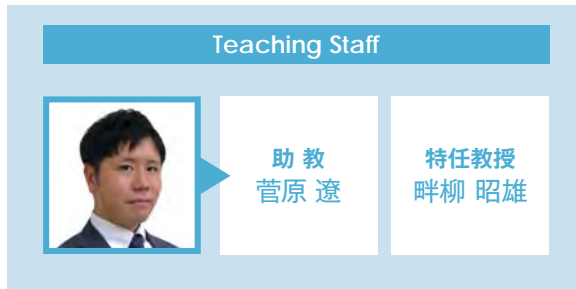 Teaching Staff
助 教
菅原 遼
特任教授
畔柳 昭雄